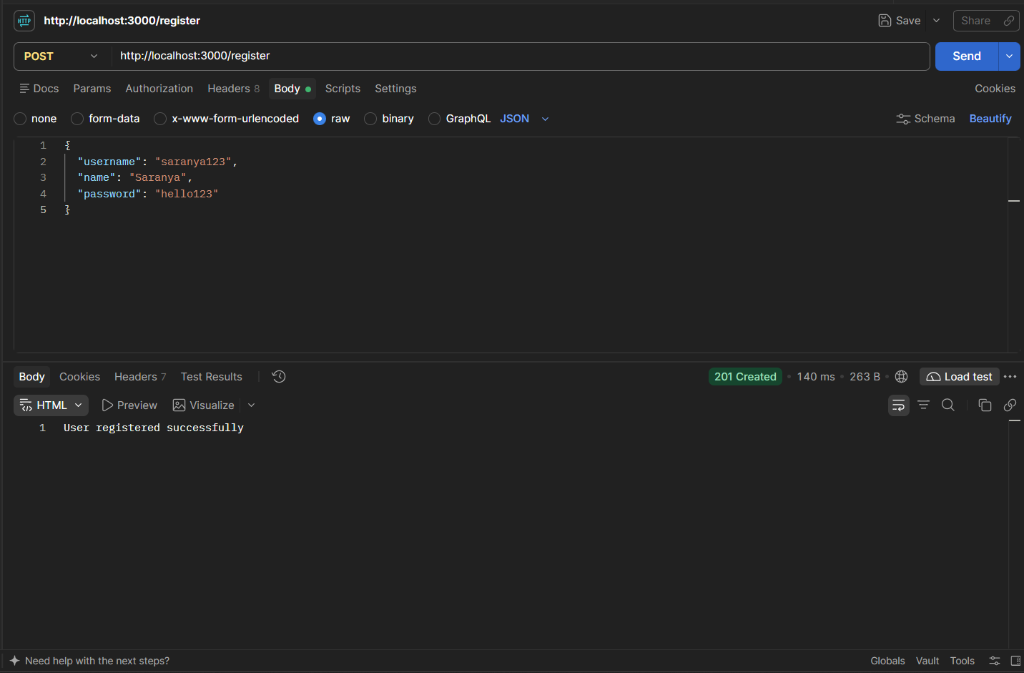 HTTP http://localhost:3000/register Save Share
POST http://localhost:3000/register Send
Docs Params Authorization Headers 8 Body Scripts Settings Cookies
none form-data x-www-form-urlencoded raw binary GraphQL JSON Schema Beautify
1 {
2 "username": "saranya123",
3 "name": "Saranya",
4 "password": "hello123"
5 }
Body Cookies Headers 7 Test Results 201 Created • 140 ms • 263 B • Load test
HTML Preview Visualize
1 User registered successfully
Need help with the next steps? Globals Vault Tools